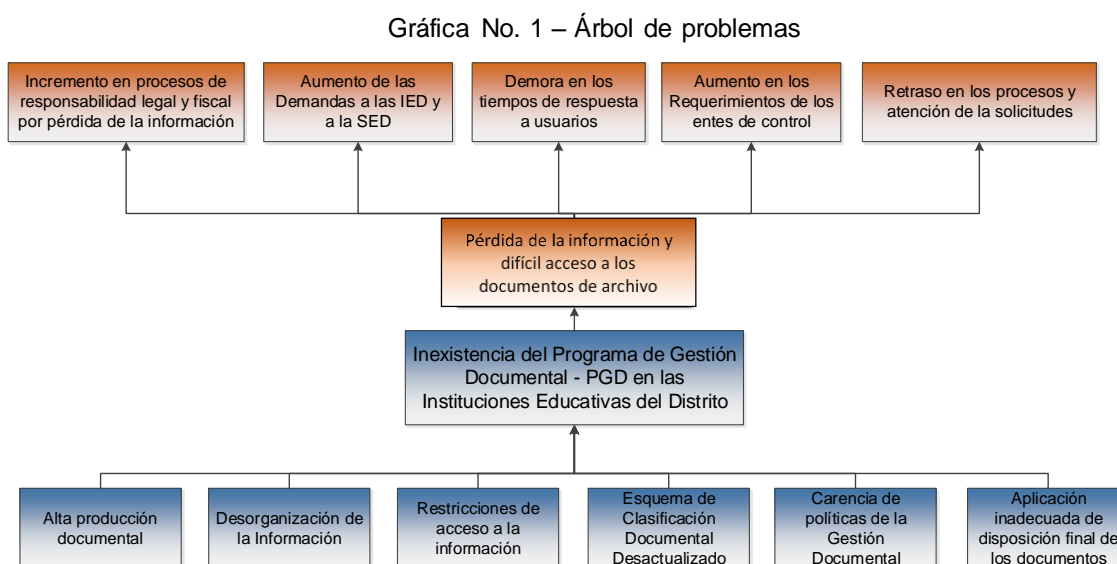 Gráfica No. 1 – Árbol de problemas
Incremento en procesos de
responsabilidad legal y fiscal
por pérdida de la información
Aumento de las
Demandas a las IED y
a la SED
Demora en los
tiempos de respuesta
a usuarios
Aumento en los
Requerimientos de los
entes de control
Retraso en los procesos y
atención de la solicitudes
Pérdida de la información y
difícil acceso a los
documentos de archivo
Inexistencia del Programa de Gestión
Documental - PGD en las
Instituciones Educativas del Distrito
Alta producción
documental
Desorganización de
la Información
Restricciones de
acceso a la
información
Esquema de
Clasificación
Documental
Desactualizado
Carencia de
políticas de la
Gestión
Documental
Aplicación
inadecuada de
disposición final de
los documentos